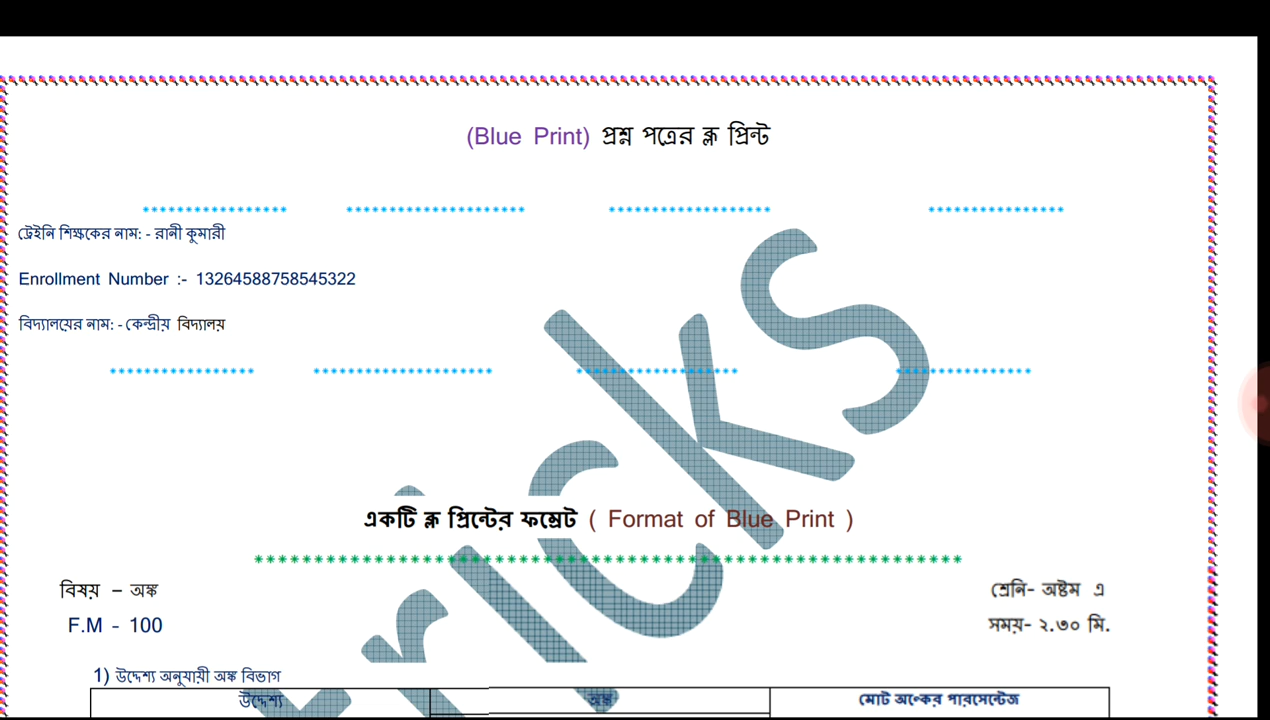 (Blue Print) প্রশ্ন পত্রের ব্লু প্রিন্ট
ট্রেইনি শিক্ষকের নাম: - রানী কুমারী
Enrollment Number :- 13264588758545322
বিদ্যালয়ের নাম: - কেন্দ্রীয় বিদ্যালয়
একটি ব্লু প্রিন্টের ফর্মেট ( Format of Blue Print )
বিষয় – অঙ্ক শ্রেনি- অষ্টম এ
F.M - 100 সময়- ২.৩০ মি.
1) উদ্দেশ্য অনুযায়ী অঙ্ক বিভাগ
উদ্দেশ্য অঙ্ক মোট অংকের পারসেন্টেজ
ricks